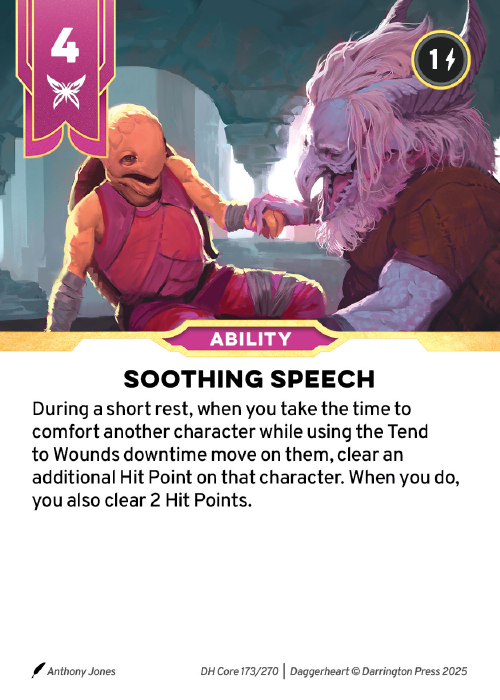 4
1
ABILITY
SOOTHING SPEECH
During a short rest, when you take the time to
comfort another character while using the Tend
to Wounds downtime move on them, clear an
additional Hit Point on that character. When you do,
you also clear 2 Hit Points.
Anthony Jones
DH Core 173/270 | Daggerheart © Darrington Press 2025